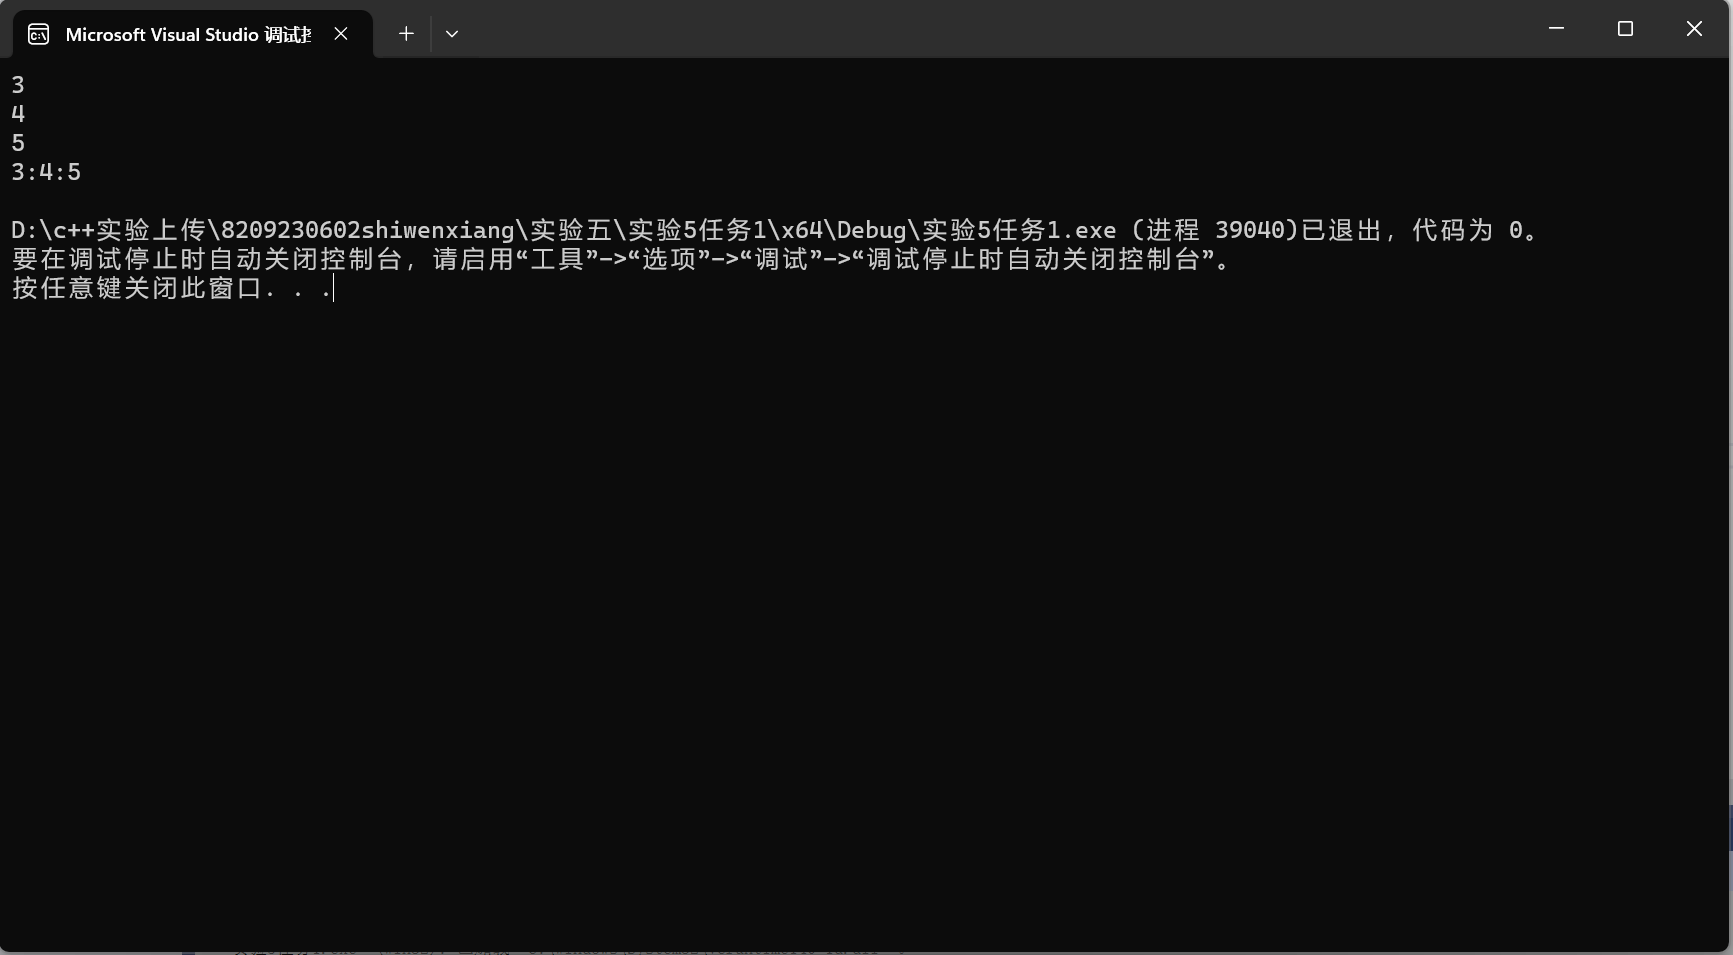 Microsoft Visual Studio 调试
3
4
5
3:4:5
D:\c++实验上传\8209230602shiwenxiang\实验五\实验5任务1\x64\Debug\实验5任务1.exe (进程 39040)已退出，代码为 0。
要在调试停止时自动关闭控制台，请启用“工具”->“选项”->“调试”->“调试停止时自动关闭控制台”。
按任意键关闭此窗口. . .